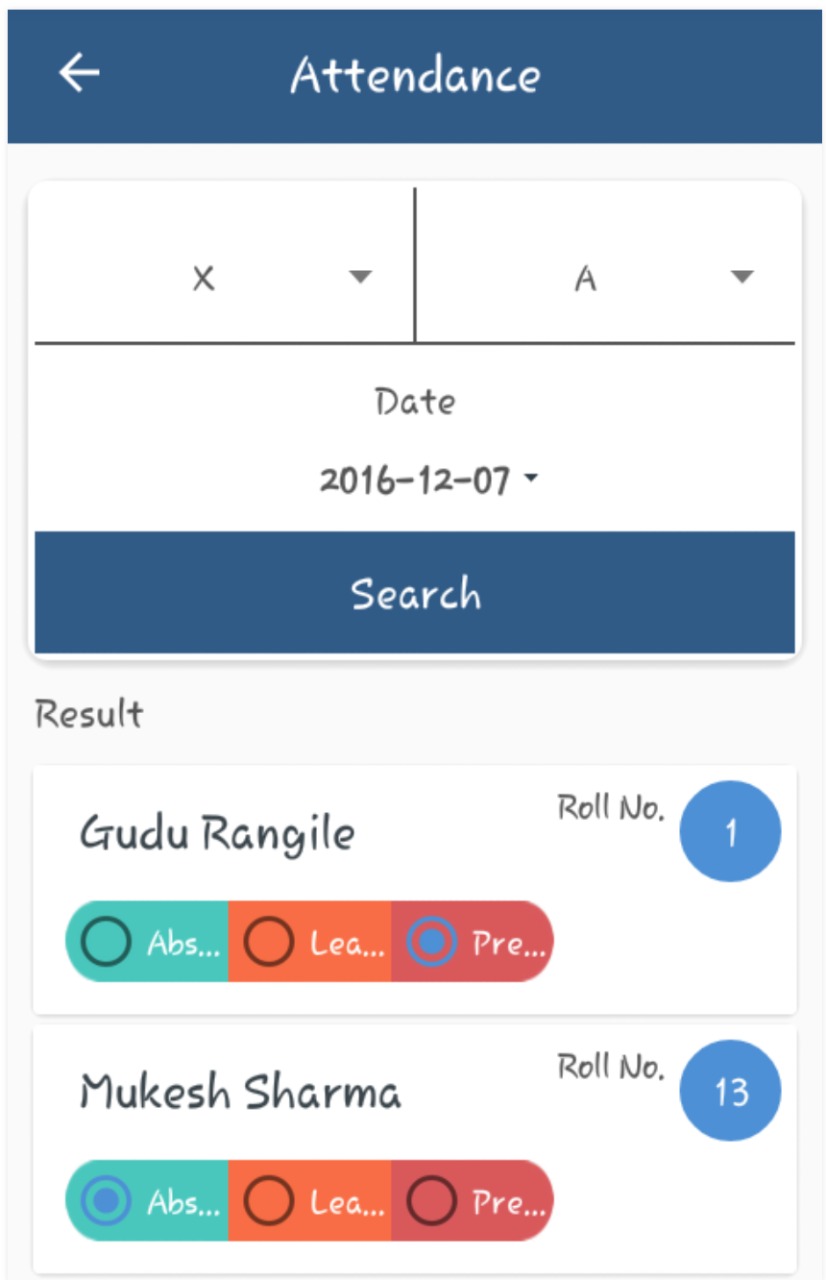 Attendance
X A
Date
2016-12-07
Search
Result
Gudu Rangile Roll No. 1
Abs... Lea... Pre...
Mukesh Sharma Roll No. 13
Abs... Lea... Pre...